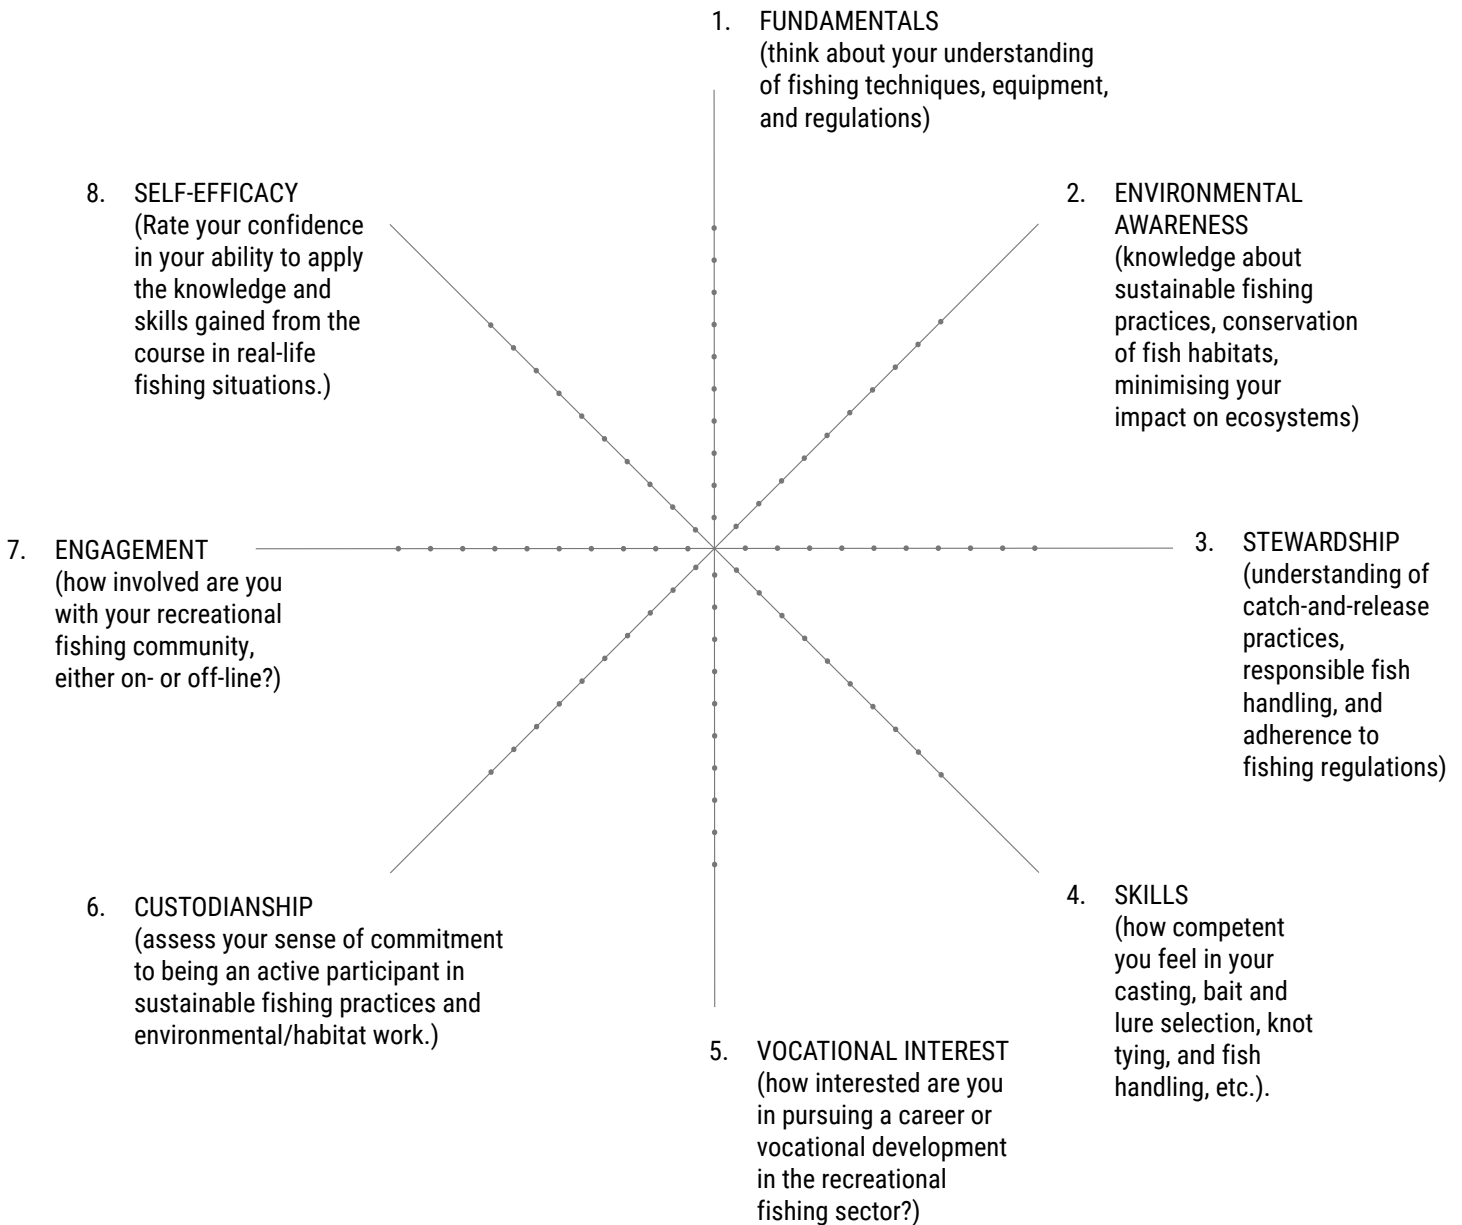 1. FUNDAMENTALS
(think about your understanding
of fishing techniques, equipment,
and regulations)
2. ENVIRONMENTAL
AWARENESS
(knowledge about
sustainable fishing
practices, conservation
of fish habitats,
minimising your
impact on ecosystems)
3. STEWARDSHIP
(understanding of
catch-and-release
practices,
responsible fish
handling, and
adherence to
fishing regulations)
4. SKILLS
(how competent
you feel in your
casting, bait and
lure selection, knot
tying, and fish
handling, etc.).
5. VOCATIONAL INTEREST
(how interested are you
in pursuing a career or
vocational development
in the recreational
fishing sector?)
6. CUSTODIANSHIP
(assess your sense of commitment
to being an active participant in
sustainable fishing practices and
environmental/habitat work.)
7. ENGAGEMENT
(how involved are you
with your recreational
fishing community,
either on- or off-line?)
8. SELF-EFFICACY
(Rate your confidence
in your ability to apply
the knowledge and
skills gained from the
course in real-life
fishing situations.)